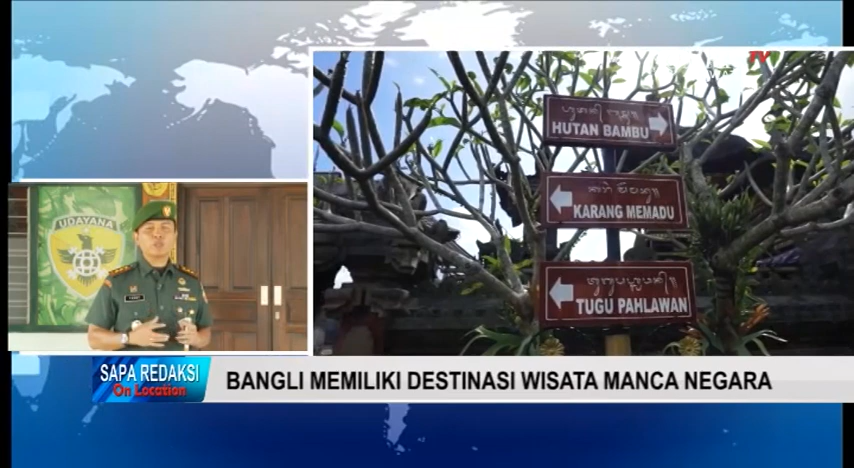 UDAYANA
HUTAN BAMBU
KARANG MEMADU
TUGU PAHLAWAN
SAPA REDAKSI
On Location
BANGLI MEMILIKI DESTINASI WISATA MANCA NEGARA